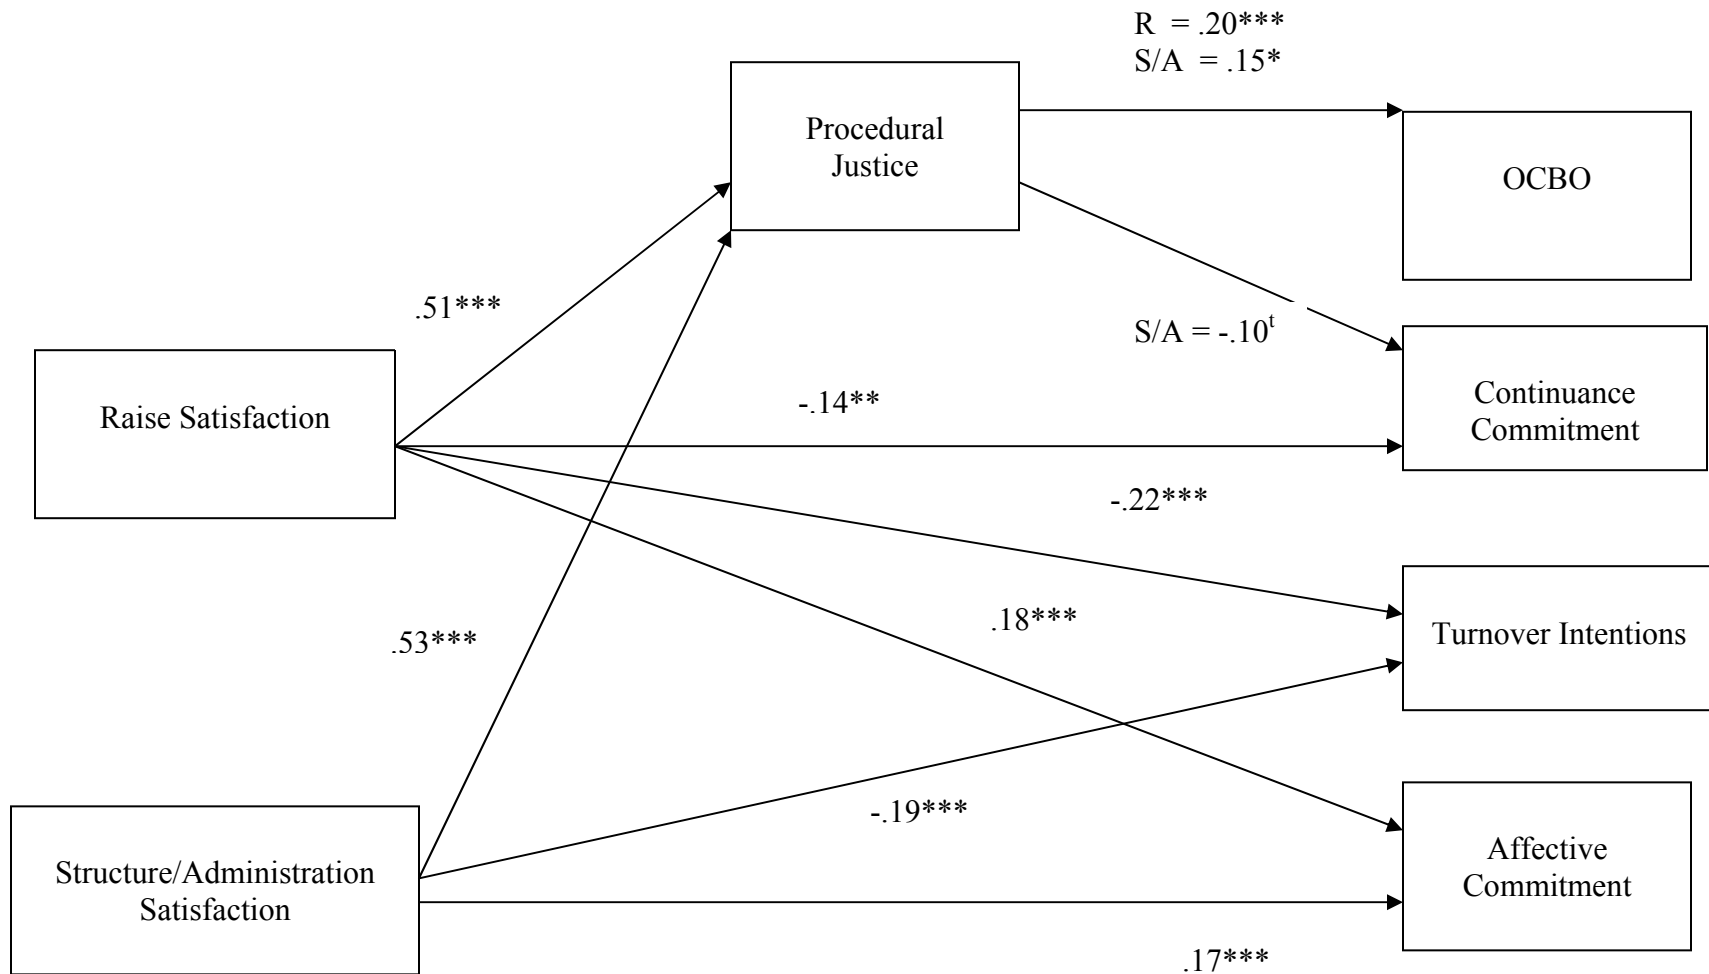 R = .20***
S/A = .15*
Procedural
Justice
OCBO
.51***
S/A = -.10ᵗ
Raise Satisfaction
-.14**
Continuance
Commitment
-.22***
.53***
.18***
Turnover Intentions
-.19***
Structure/Administration
Satisfaction
Affective
Commitment
.17***